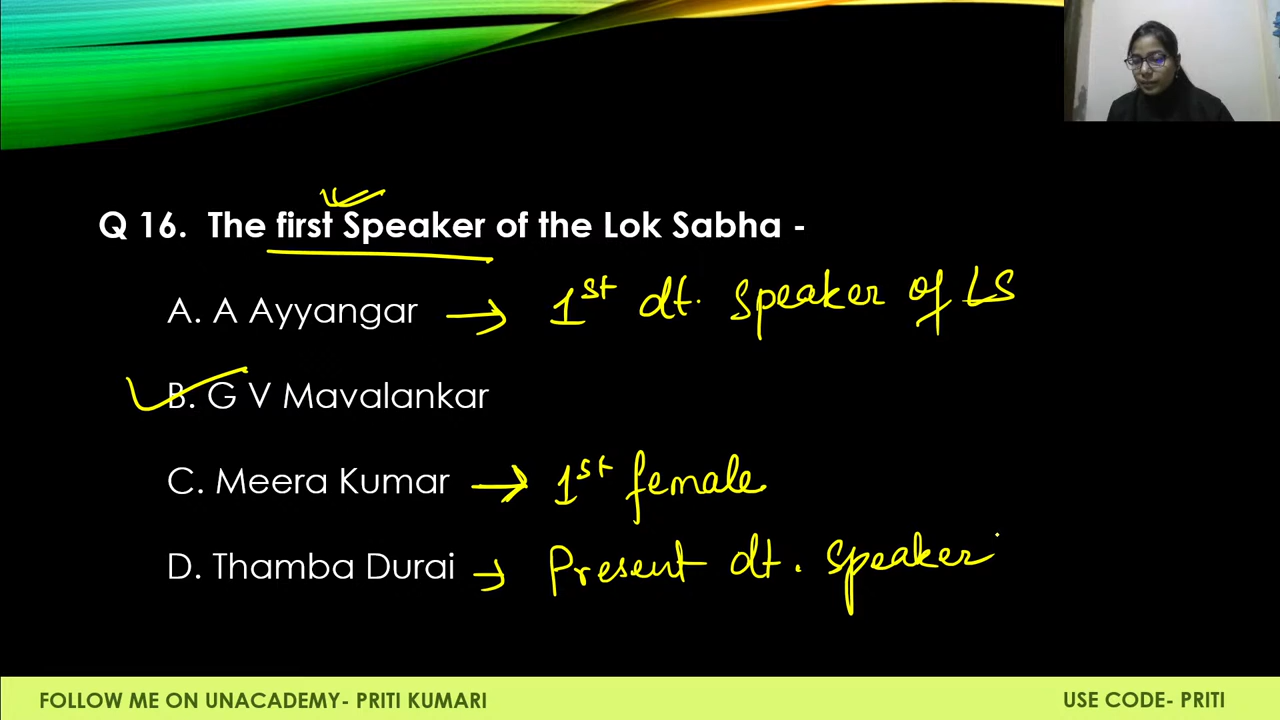 Q 16. The first Speaker of the Lok Sabha -
A. A Ayyangar → 1st dt. speaker of LS
B. G V Mavalankar
C. Meera Kumar → 1st female
D. Thamba Durai → Present dt. speaker
FOLLOW ME ON UNACADEMY- PRITI KUMARI USE CODE- PRITI